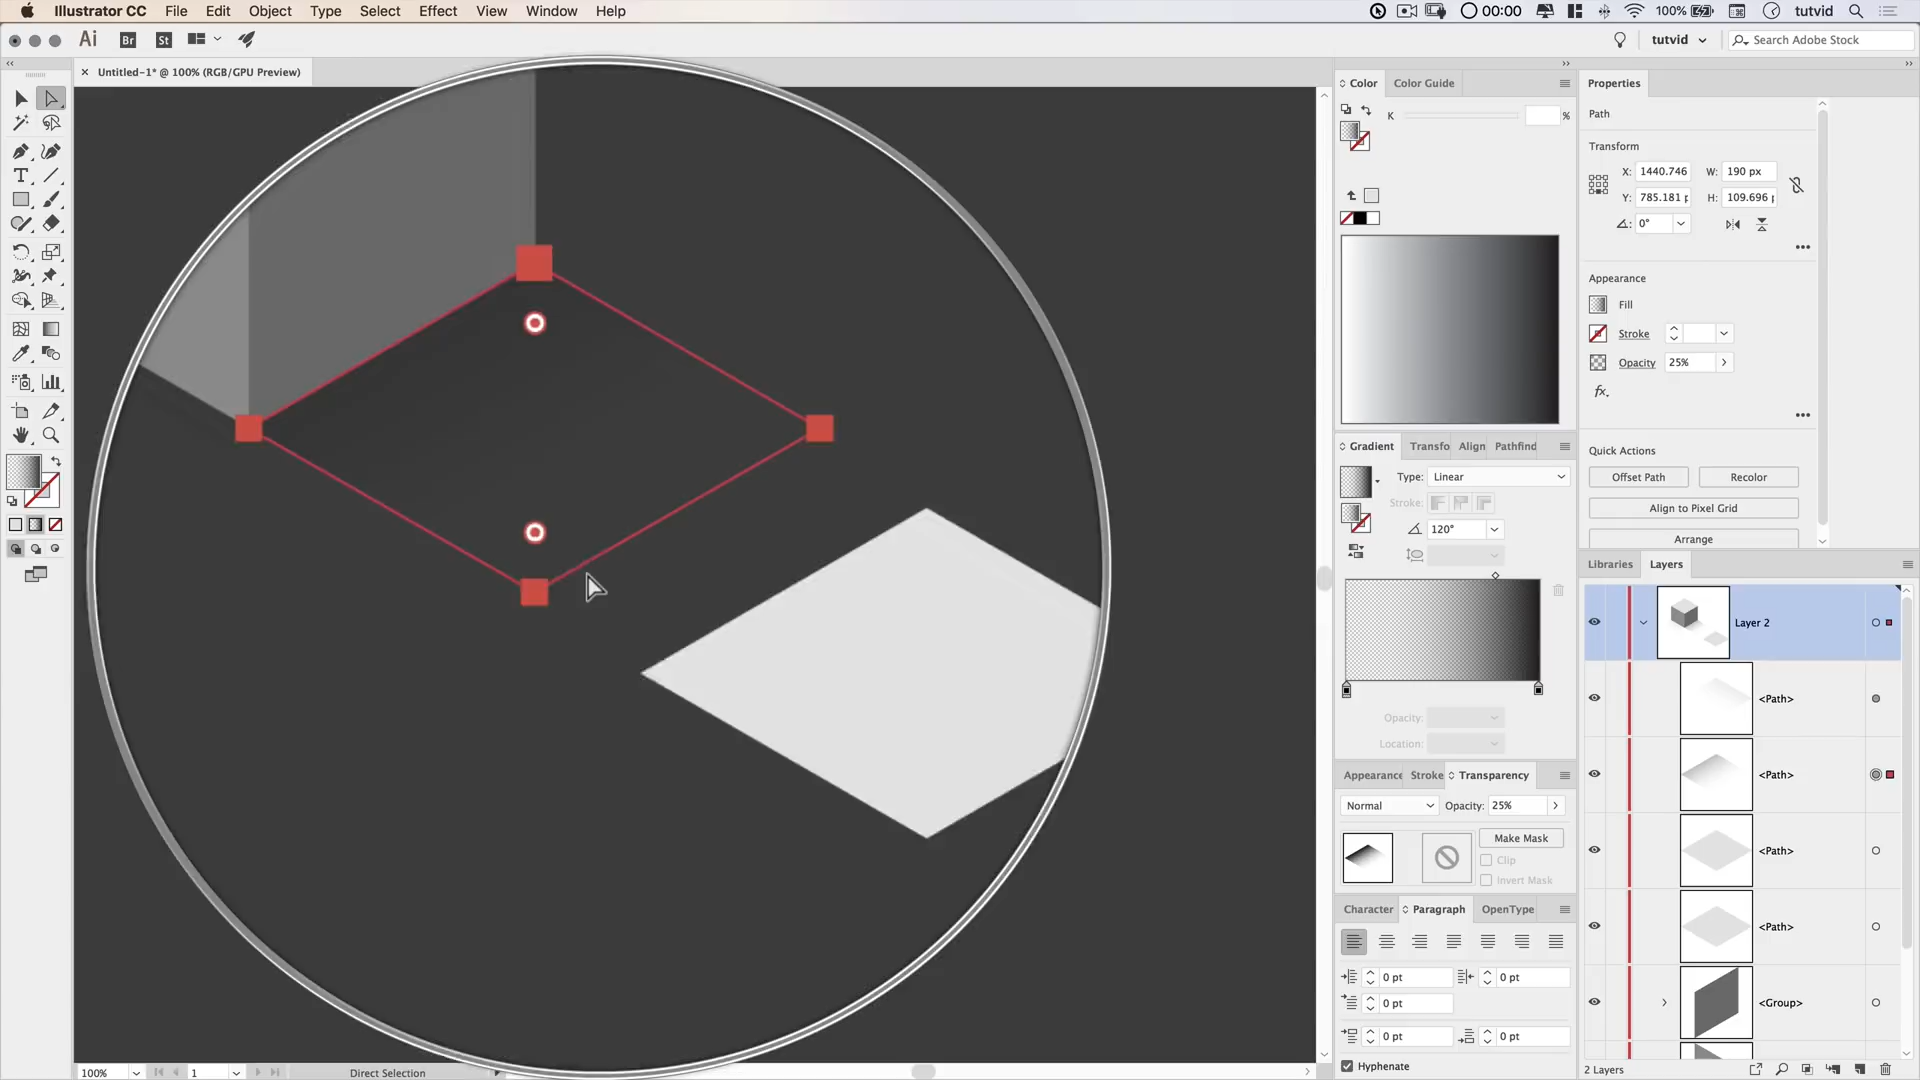 Illustrator CC File Edit Object Type Select Effect View Window Help 00:00 100% tutvid
Ai Br St tutvid Search Adobe Stock
Untitled-1* @ 100% (RGB/GPU Preview)
Color Color Guide
K %
Gradient Transfo Align Pathfind
Type: Linear
Stroke:
120°
Opacity:
Location:
Appearance Stroke Transparency
Normal Opacity: 25%
Make Mask
Clip
Invert Mask
Character Paragraph OpenType
0 pt 0 pt
0 pt
0 pt 0 pt
Hyphenate
Properties
Path
Transform
X: 1440.746 W: 190 px
Y: 785.181 p H: 109.696 p
0°
Appearance
Fill
Stroke
Opacity 25%
fx.
Quick Actions
Offset Path Recolor
Align to Pixel Grid
Arrange
Libraries Layers
Layer 2
<Path>
<Path>
<Path>
<Path>
<Group>
2 Layers
100% 1 Direct Selection